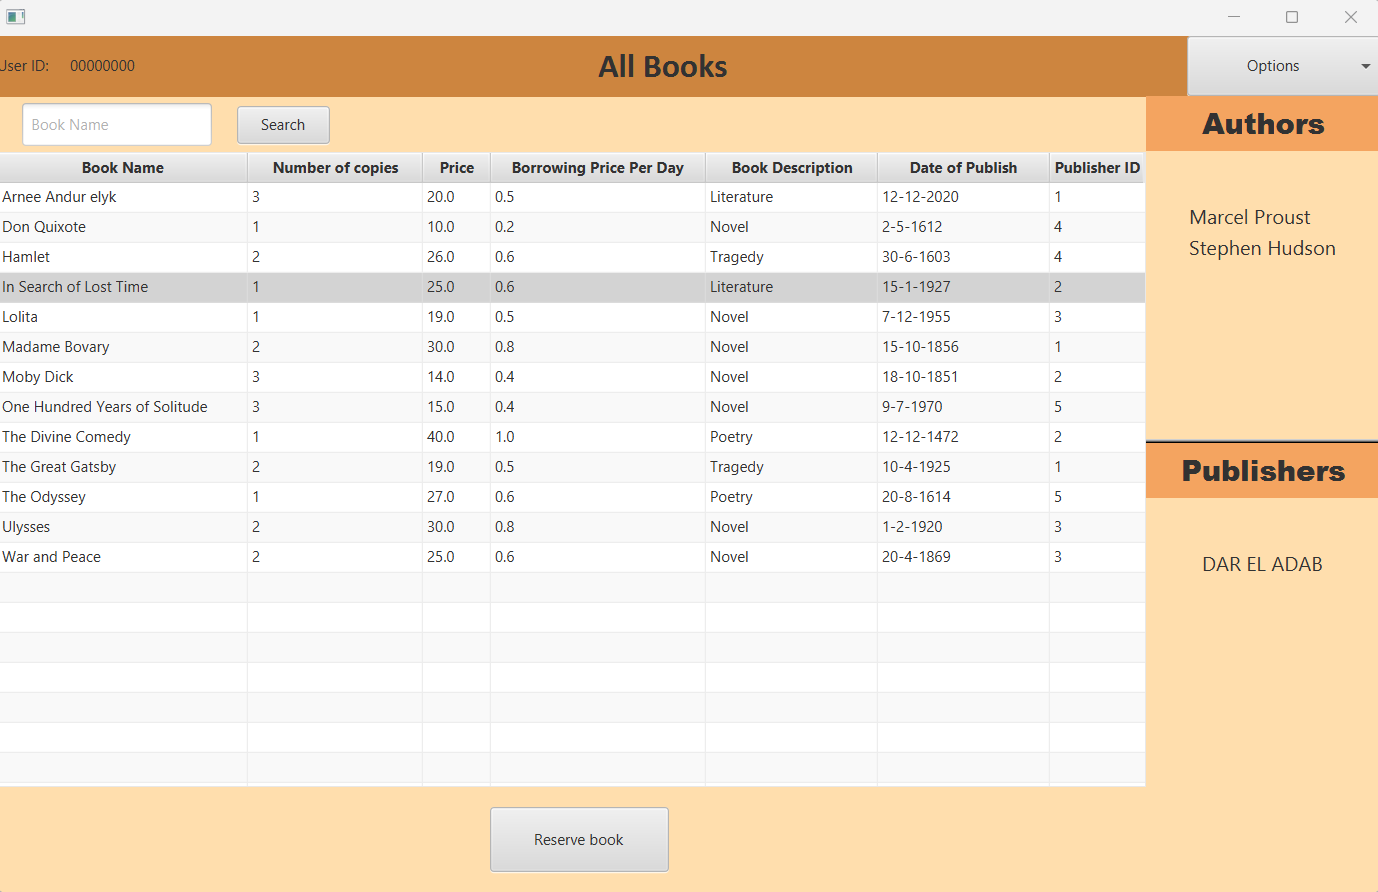 User ID: 00000000 All Books Options
Book Name Search Authors
Book Name Number of copies Price Borrowing Price Per Day Book Description Date of Publish Publisher ID
Arnee Andur elyk 3 20.0 0.5 Literature 12-12-2020 1
Don Quixote 1 10.0 0.2 Novel 2-5-1612 4
Hamlet 2 26.0 0.6 Tragedy 30-6-1603 4
In Search of Lost Time 1 25.0 0.6 Literature 15-1-1927 2
Lolita 1 19.0 0.5 Novel 7-12-1955 3
Madame Bovary 2 30.0 0.8 Novel 15-10-1856 1
Moby Dick 3 14.0 0.4 Novel 18-10-1851 2
One Hundred Years of Solitude 3 15.0 0.4 Novel 9-7-1970 5
The Divine Comedy 1 40.0 1.0 Poetry 12-12-1472 2
The Great Gatsby 2 19.0 0.5 Tragedy 10-4-1925 1
The Odyssey 1 27.0 0.6 Poetry 20-8-1614 5
Ulysses 2 30.0 0.8 Novel 1-2-1920 3
War and Peace 2 25.0 0.6 Novel 20-4-1869 3
Marcel Proust
Stephen Hudson
Publishers
DAR EL ADAB
Reserve book